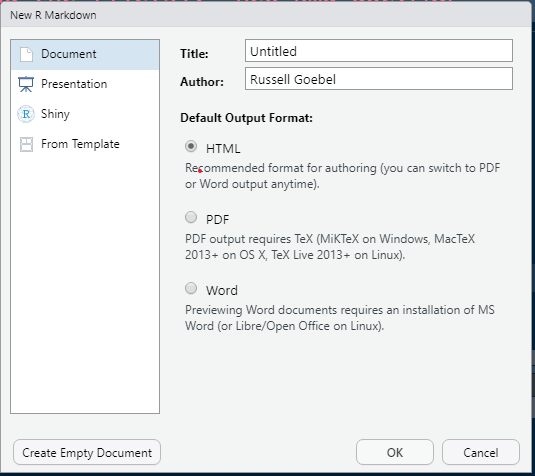 New R Markdown
Document
Presentation
Shiny
From Template
Title: Untitled
Author: Russell Goebel
Default Output Format:
HTML
Recommended format for authoring (you can switch to PDF
or Word output anytime).
PDF
PDF output requires TeX (MiKTeX on Windows, MacTeX
2013+ on OS X, TeX Live 2013+ on Linux).
Word
Previewing Word documents requires an installation of MS
Word (or Libre/Open Office on Linux).
Create Empty Document
OK
Cancel